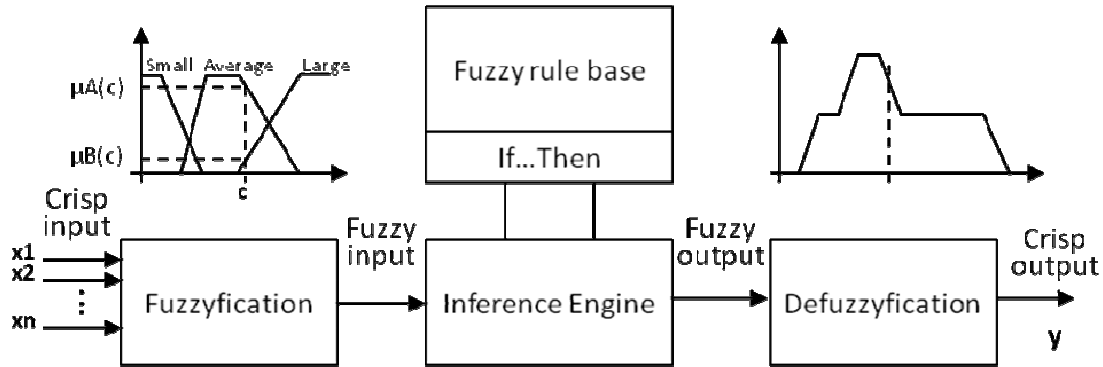 Small Average Large
μA(c)
μB(c)
c
Fuzzy rule base
If...Then
Crisp
input
x1
x2
xn
Fuzzyfication
Fuzzy
input
Inference Engine
Fuzzy
output
Defuzzyfication
Crisp
output
y